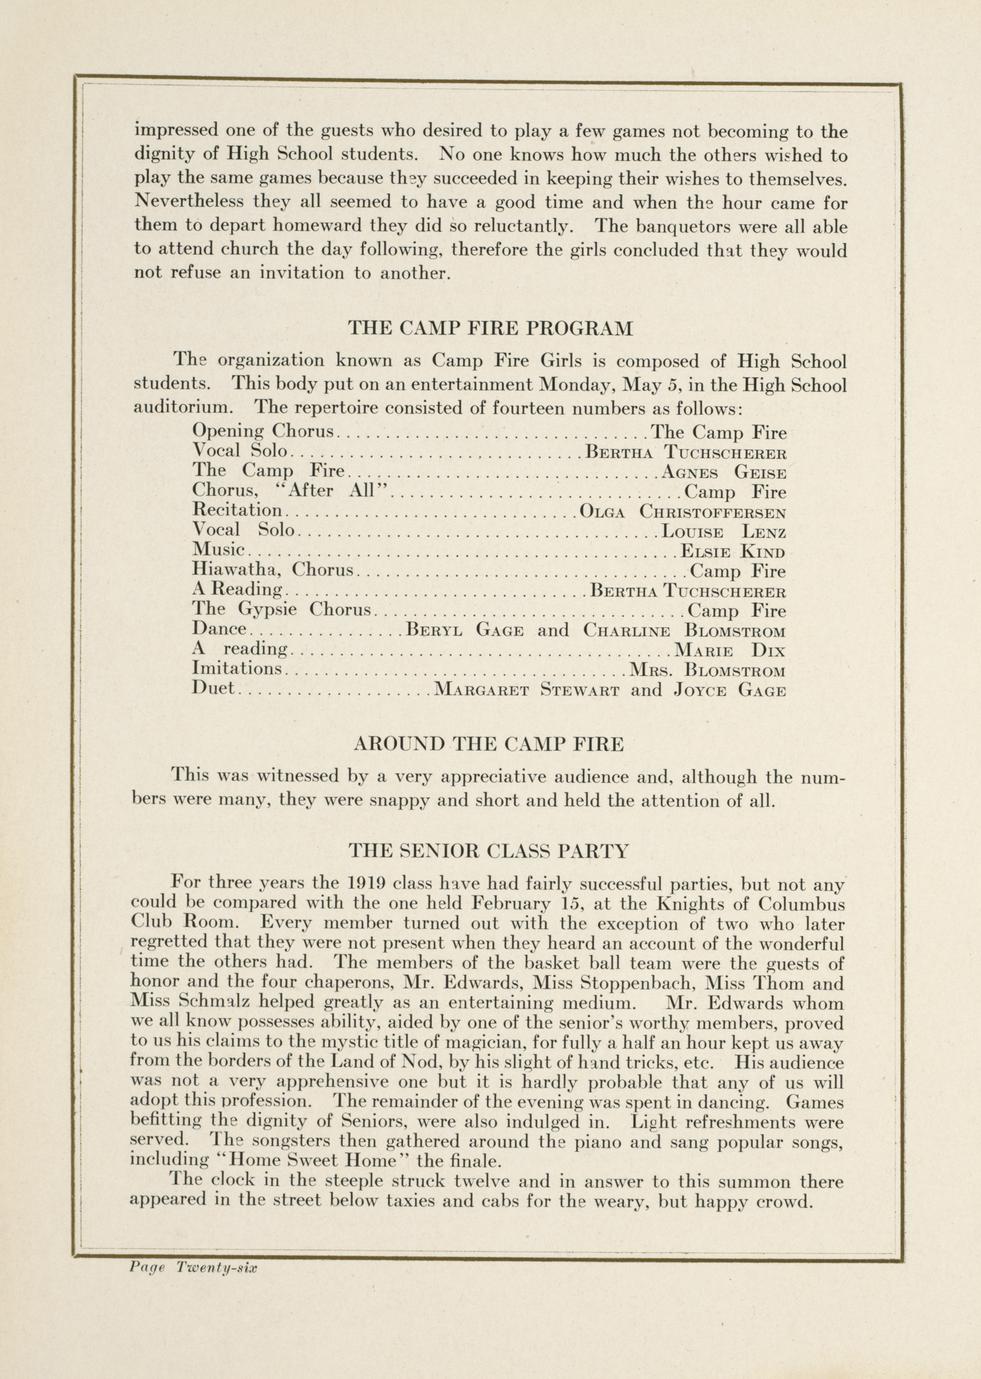 impressed one of the guests who desired to play a few games not becoming to the
dignity of High School students. No one knows how much the others wished to
play the same games because they succeeded in keeping their wishes to themselves.
Nevertheless they all seemed to have a good time and when the hour came for
them to depart homeward they did so reluctantly. The banquetors were all able
to attend church the day following, therefore the girls concluded that they would
not refuse an invitation to another.
THE CAMP FIRE PROGRAM
The organization known as Camp Fire Girls is composed of High School
students. This body put on an entertainment Monday, May 5, in the High School
auditorium. The repertoire consisted of fourteen numbers as follows:
Opening Chorus................................The Camp Fire
Vocal Solo..............................BERTHA TUCHSCHERER
The Camp Fire................................AGNES GEISE
Chorus, "After All"..............................Camp Fire
Recitation..............................OLGA CHRISTOFFERSEN
Vocal Solo.....................................LOUISE LENZ
Music............................................ELSIE KIND
Hiawatha, Chorus..................................Camp Fire
A Reading...............................BERTHA TUCHSCHERER
The Gypsie Chorus................................Camp Fire
Dance................BERYL GAGE and CHARLINE BLOMSTROM
A reading.......................................MARIE DIX
Imitations...................................MRS. BLOMSTROM
Duet....................MARGARET STEWART and JOYCE GAGE
AROUND THE CAMP FIRE
This was witnessed by a very appreciative audience and, although the num-
bers were many, they were snappy and short and held the attention of all.
THE SENIOR CLASS PARTY
For three years the 1919 class have had fairly successful parties, but not any
could be compared with the one held February 15, at the Knights of Columbus
Club Room. Every member turned out with the exception of two who later
regretted that they were not present when they heard an account of the wonderful
time the others had. The members of the basket ball team were the guests of
honor and the four chaperons, Mr. Edwards, Miss Stoppenbach, Miss Thom and
Miss Schmalz helped greatly as an entertaining medium. Mr. Edwards whom
we all know possesses ability, aided by one of the senior's worthy members, proved
to us his claims to the mystic title of magician, for fully a half an hour kept us away
from the borders of the Land of Nod, by his slight of hand tricks, etc. His audience
was not a very apprehensive one but it is hardly probable that any of us will
adopt this profession. The remainder of the evening was spent in dancing. Games
befitting the dignity of Seniors, were also indulged in. Light refreshments were
served. The songsters then gathered around the piano and sang popular songs,
including "Home Sweet Home" the finale.
The clock in the steeple struck twelve and in answer to this summon there
appeared in the street below taxies and cabs for the weary, but happy crowd.
Page Twenty-six